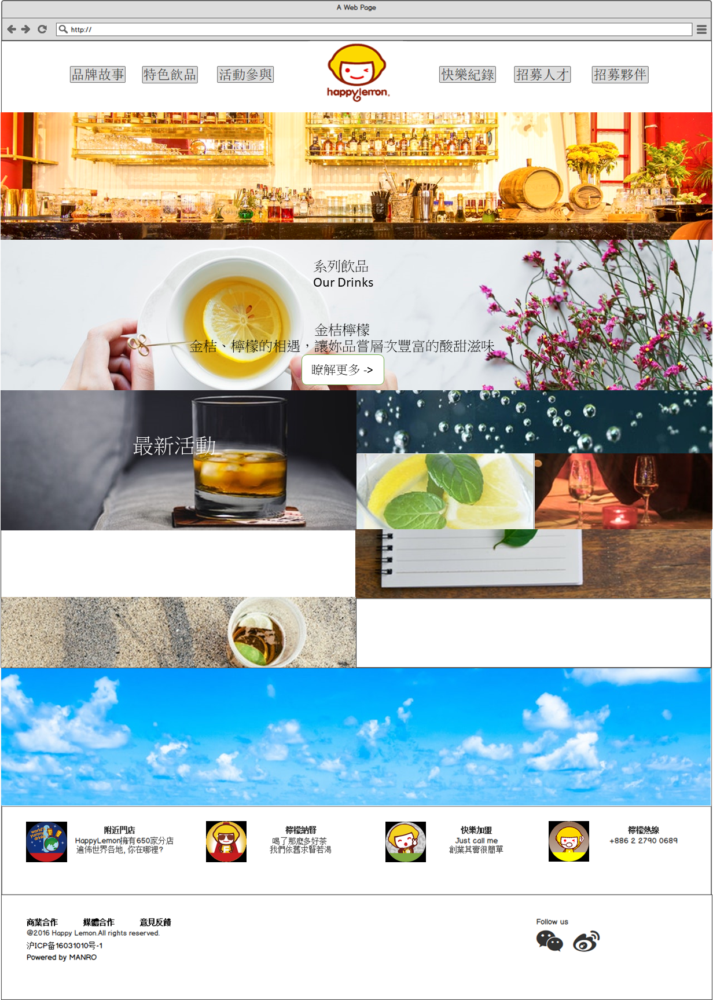 A Web Page
http://
品牌故事
特色飲品
活動參與
happylemon.
快樂紀錄
招募人才
招募夥伴
系列飲品
Our Drinks
金桔檸檬
金桔、檸檬的相遇，讓妳品嘗層次豐富的酸甜滋味
瞭解更多 ->
最新活動
world's
yummy
drink
附近門店
HappyLemon擁有650家分店
遍佈世界各地, 你在哪裡?
檸檬納賢
喝了那麼多好茶
我們依舊求賢若渴
快樂加盟
Just call me
創業其實很簡單
檸檬熱線
+886 2 2790 0689
商業合作
媒體合作
意見反饋
@2016 Happy Lemon.All rights reserved.
沪ICP备16031010号-1
Powered by MANRO
Follow us